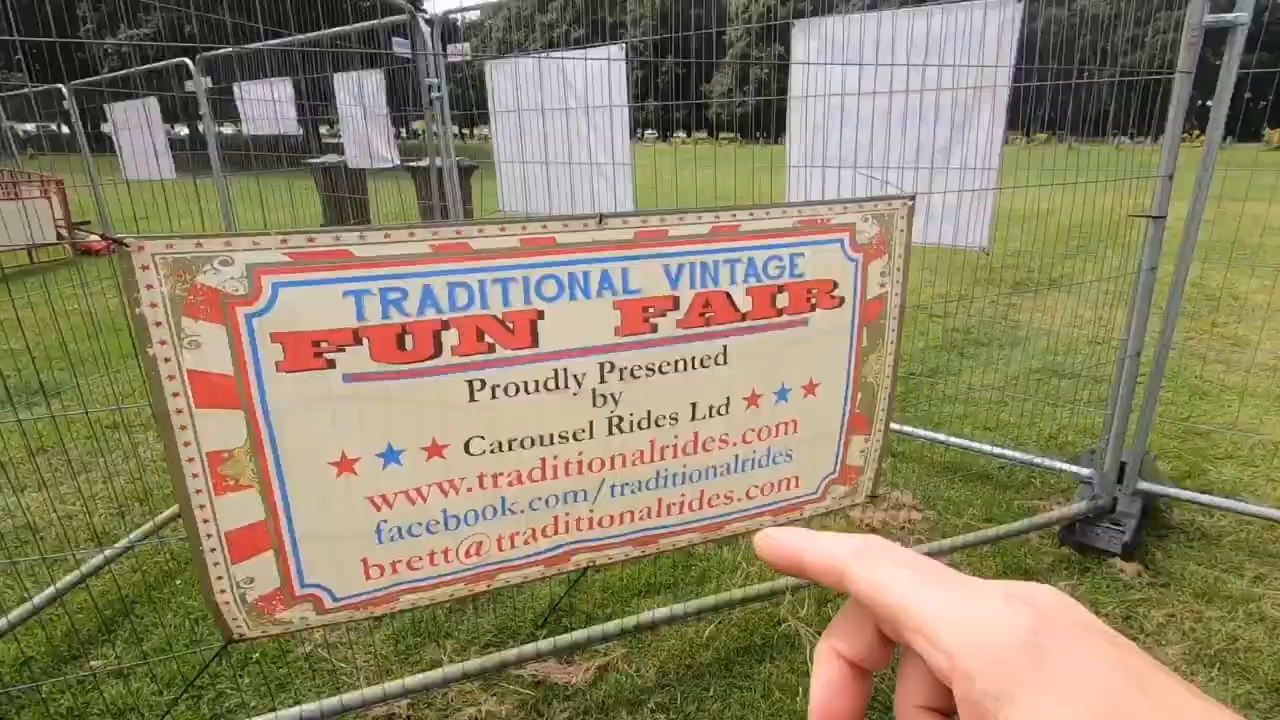 TRADITIONAL VINTAGE
FUN FAIR
Proudly Presented
by
Carousel Rides Ltd
www.traditionalrides.com
facebook.com/traditionalrides
brett@traditionalrides.com